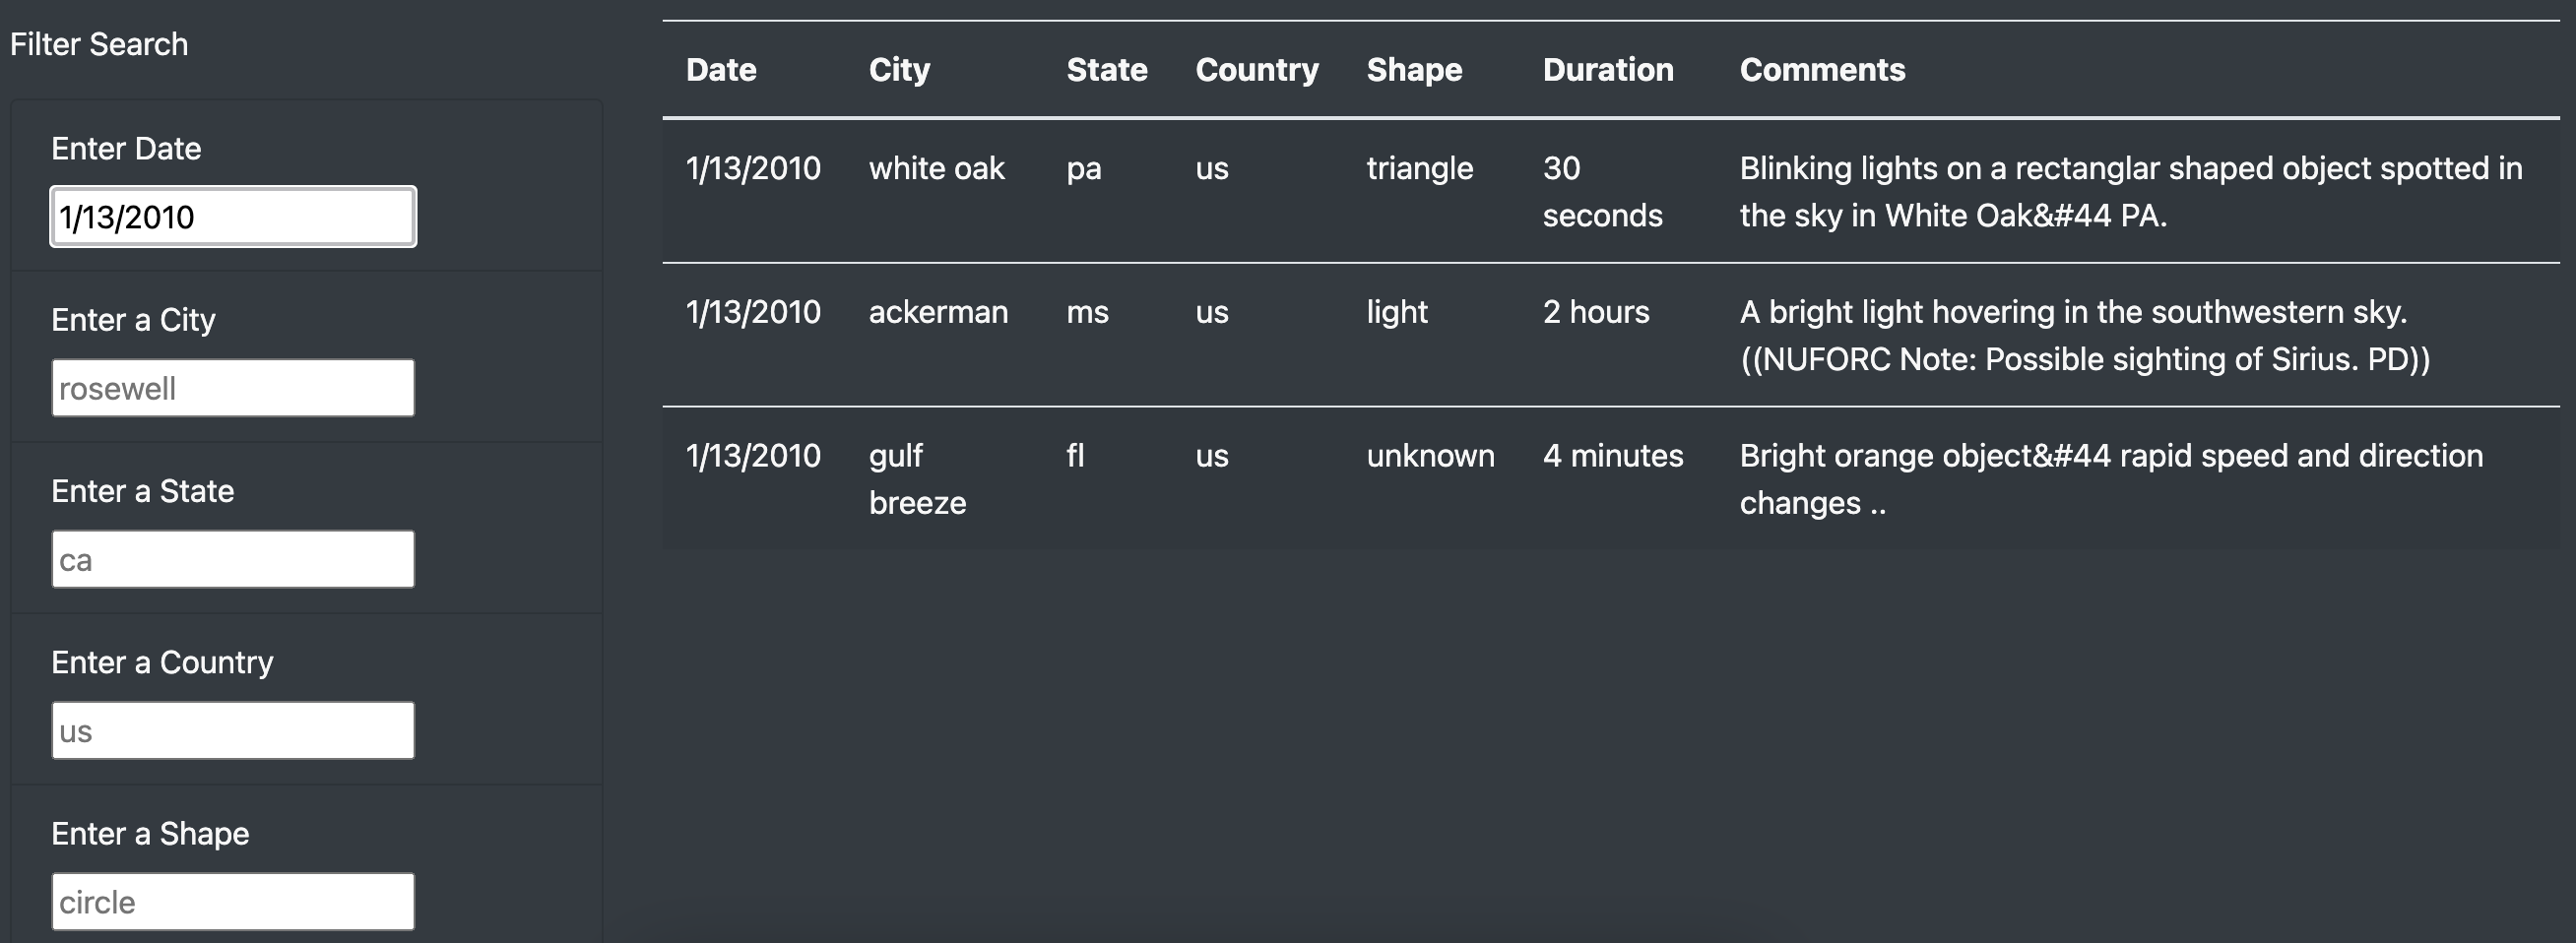 Filter Search
Enter Date
1/13/2010
Enter a City
rosewell
Enter a State
ca
Enter a Country
us
Enter a Shape
circle
Date City State Country Shape Duration Comments
1/13/2010 white oak pa us triangle 30 Blinking lights on a rectanglar shaped object spotted in
seconds the sky in White Oak&#44 PA.
1/13/2010 ackerman ms us light 2 hours A bright light hovering in the southwestern sky.
((NUFORC Note: Possible sighting of Sirius. PD))
1/13/2010 gulf fl us unknown 4 minutes Bright orange object&#44 rapid speed and direction
breeze changes ..